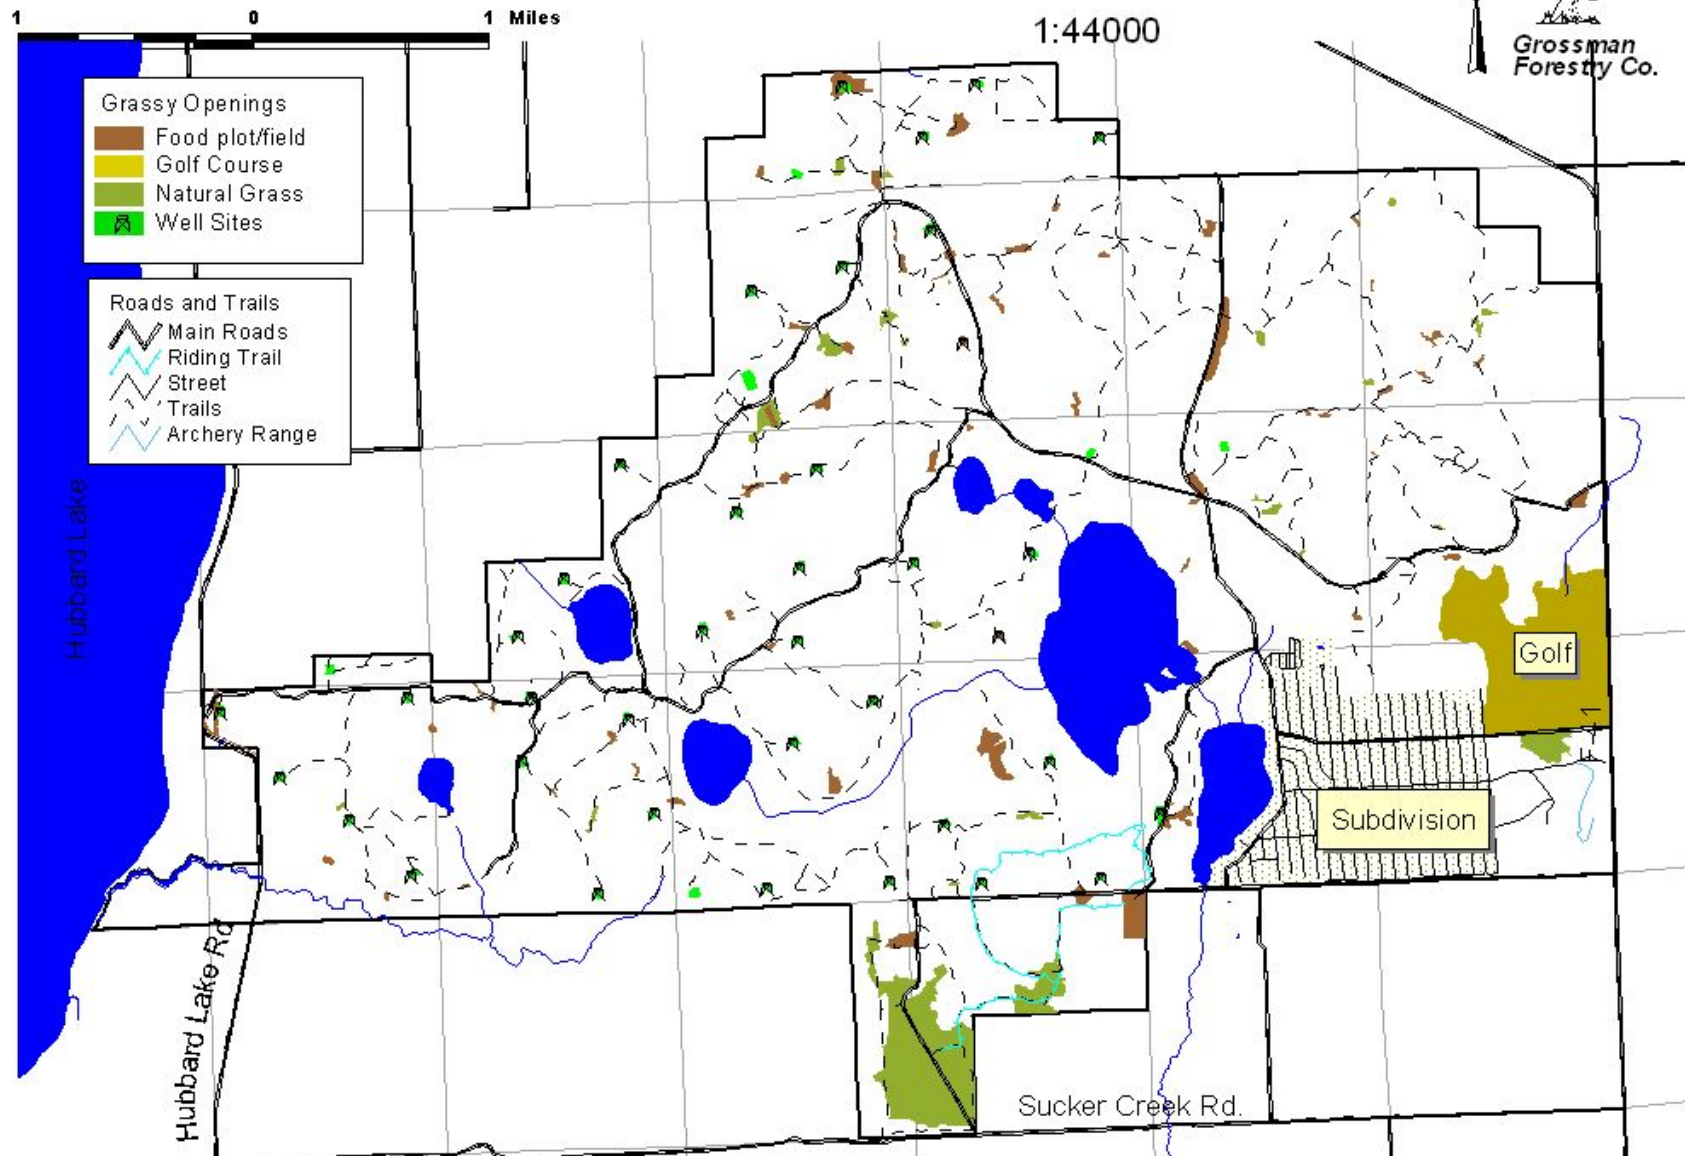 1 0 1 Miles
1:44000
Grossman
Forestry Co.
Grassy Openings
Food plot/field
Golf Course
Natural Grass
Well Sites
Roads and Trails
Main Roads
Riding Trail
Street
Trails
Archery Range
Hubbard Lake
Golf
Subdivision
Hubbard Lake Rd
Sucker Creek Rd.